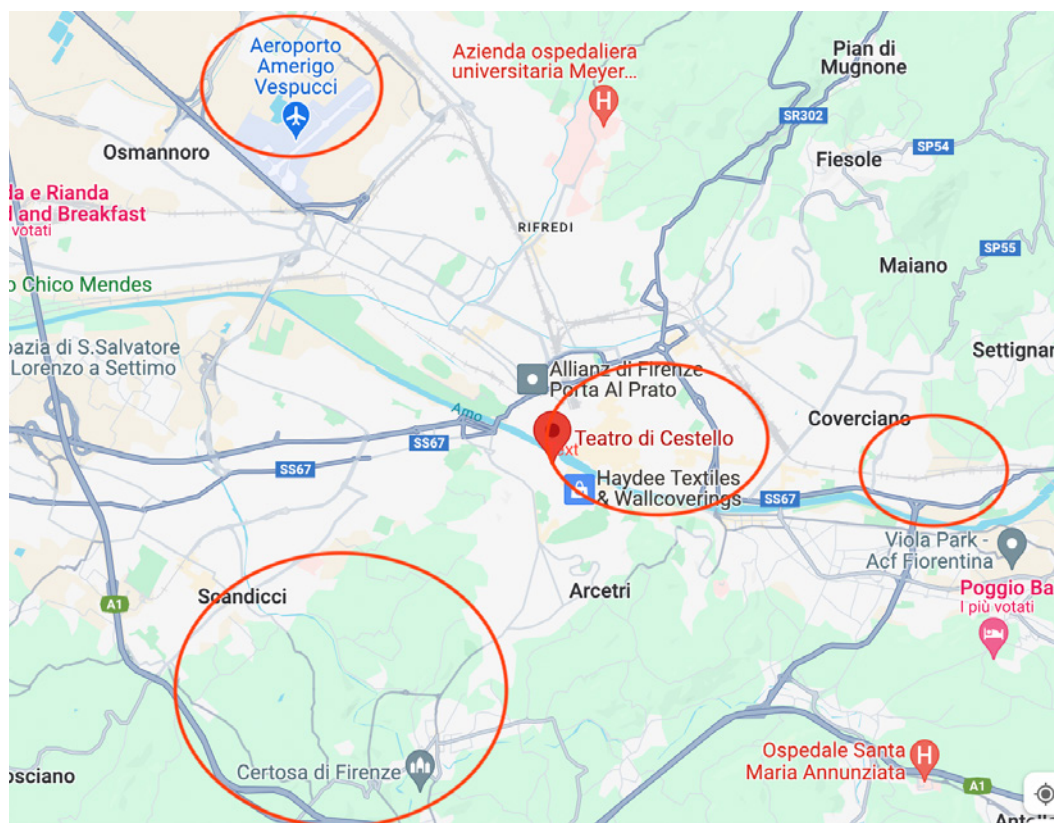 Aeroporto
Amerigo
Vespucci
Azienda ospedaliera
universitaria Meyer...
Pian di
Mugnone
SR302
SP54
Osmannoro
Fiesole
da e Rianda
d and Breakfast
votati
RIFREDI
SP55
Maiano
o Chico Mendes
pazia di S.Salvatore
Lorenzo a Settimo
Settignar
Allianz di Firenze
Porta Al Prato
Arno
Coverciano
SS67
Teatro di Cestello
oxt
SS67
Haydee Textiles
& Wallcoverings
SS67
Viola Park -
Acf Fiorentina
Scandicci
Arcetri
Poggio Ba
I più votati
A1
Ospedale Santa
Maria Annunziata
osciano
Certosa di Firenze
A1
Antella